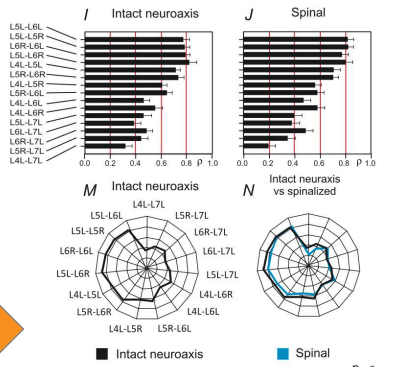 I Intact neuroaxis
J Spinal
L5L-L6L
L5L-L5R
L6R-L6L
L5L-L6R
L4L-L5L
L5R-L6R
L4L-L5R
L5R-L6L
L4L-L6L
L4L-L6R
L5L-L7L
L6L-L7L
L6R-L7L
L5R-L7L
L4L-L7L
0.0 0.2 0.4 0.6 0.8 ρ 1.0
0.0 0.2 0.4 0.6 0.8 ρ 1.0
M Intact neuroaxis
N Intact neuraxis
vs spinalized
L4L-L7L
L5L-L6L
L5R-L7L
L5L-L5R
L6R-L7L
L6R-L6L
L6L-L7L
L5L-L6R
L5L-L7L
L4L-L5L
L4L-L6R
L5R-L6R
L4L-L6L
L4L-L5R
L5R-L6L
Intact neuroaxis
Spinal